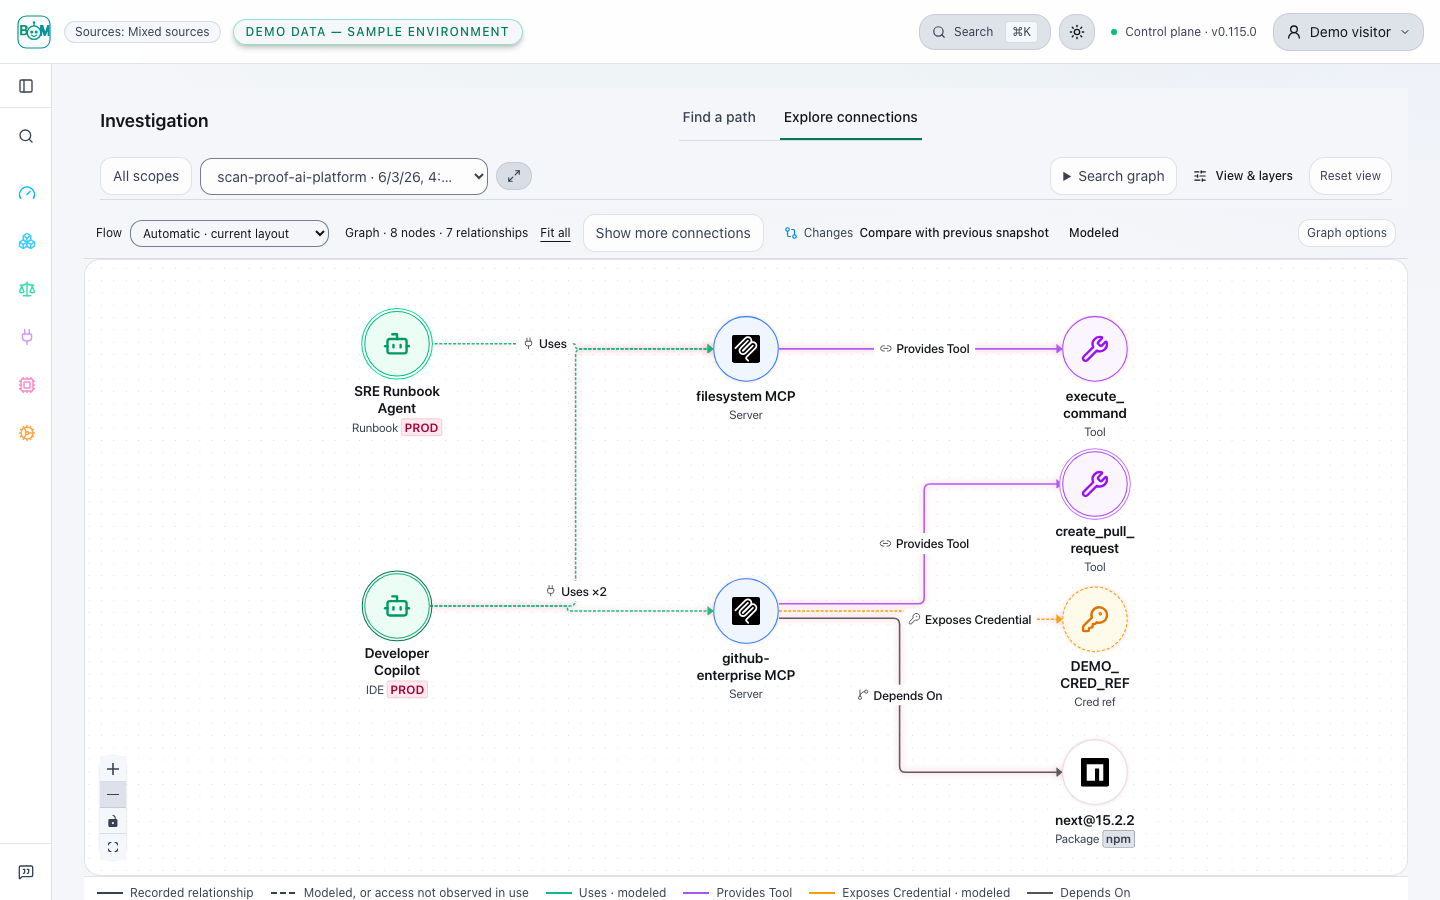 BOM
Sources: Mixed sources
DEMO DATA — SAMPLE ENVIRONMENT
Search ⌘K
Control plane · v0.115.0
Demo visitor
Investigation
Find a path
Explore connections
All scopes
scan-proof-ai-platform · 6/3/26, 4:...
Search graph
View & layers
Reset view
Flow
Automatic · current layout
Graph · 8 nodes · 7 relationships
Fit all
Show more connections
Changes
Compare with previous snapshot
Modeled
Graph options
Uses
Provides Tool
SRE Runbook
Agent
Runbook PROD
filesystem MCP
Server
execute_
command
Tool
Provides Tool
create_pull_
request
Tool
Uses ×2
Exposes Credential
Developer
Copilot
IDE PROD
github-
enterprise MCP
Server
DEMO_
CRED_REF
Cred ref
Depends On
next@15.2.2
Package npm
Recorded relationship
Modeled, or access not observed in use
Uses · modeled
Provides Tool
Exposes Credential · modeled
Depends On